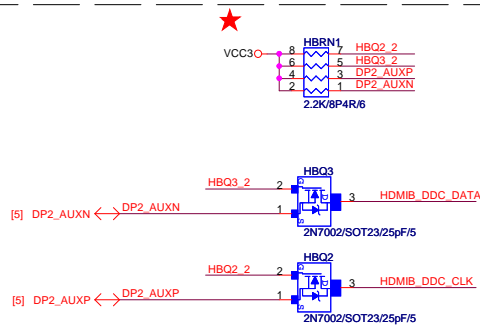 HBRN1
VCC3
8 7 HBQ2_2
6 5 HBQ3_2
4 3 DP2_AUXP
2 1 DP2_AUXN
2.2K/8P4R/6
HBQ3
HBQ3_2 2 G D
3 HDMIB_DDC_DATA
[5] DP2_AUXN DP2_AUXN 1 S
2N7002/SOT23/25pF/5
HBQ2
HBQ2_2 2 G D
3 HDMIB_DDC_CLK
[5] DP2_AUXP DP2_AUXP 1 S
2N7002/SOT23/25pF/5